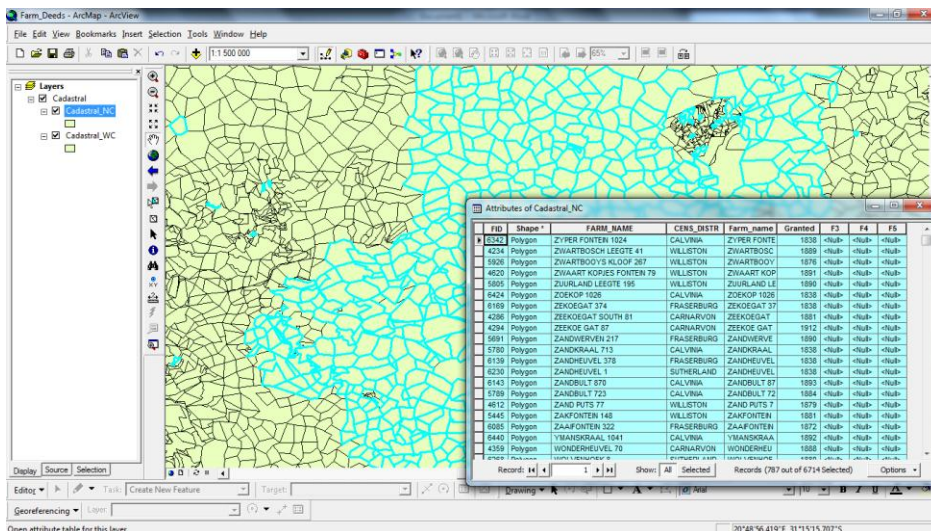 Farm_Deeds - ArcMap - ArcView
File Edit View Bookmarks Insert Selection Tools Window Help
1:1 500 000
65%
Layers
Cadastral
Cadastral_NC
Cadastral_WC
Attributes of Cadastral_NC
FID Shape * FARM_NAME CENS_DISTR Farm_name Granted F3 F4 F5
6342 Polygon ZYPER FONTEIN 1024 CALVINIA ZYPER FONTE 1838 <Null> <Null> <Null>
4234 Polygon ZWARTBOSCH LEEGTE 41 WILLISTON ZWARTBOSC 1889 <Null> <Null> <Null>
5926 Polygon ZWARTBOOYS KLOOF 267 WILLISTON ZWARTBOOY 1876 <Null> <Null> <Null>
4620 Polygon ZWAART KOPJES FONTEIN 79 WILLISTON ZWAART KOP 1891 <Null> <Null> <Null>
5805 Polygon ZUURLAND LEEGTE 195 WILLISTON ZUURLAND LE 1890 <Null> <Null> <Null>
6424 Polygon ZOEKOP 1026 CALVINIA ZOEKOP 1026 1838 <Null> <Null> <Null>
6169 Polygon ZEKOEGAT 374 FRASERBURG ZEKOEGAT 37 1838 <Null> <Null> <Null>
4286 Polygon ZEEKOEGAT SOUTH 81 CARNARVON ZEEKOEGAT 1881 <Null> <Null> <Null>
4294 Polygon ZEEKOE GAT 87 CARNARVON ZEEKOE GAT 1912 <Null> <Null> <Null>
5691 Polygon ZANDWERVEN 217 FRASERBURG ZANDWERVE 1890 <Null> <Null> <Null>
5780 Polygon ZANDKRAAL 713 CALVINIA ZANDKRAAL 1838 <Null> <Null> <Null>
6139 Polygon ZANDHEUVEL 378 FRASERBURG ZANDHEUVEL 1838 <Null> <Null> <Null>
6230 Polygon ZANDHEUVEL 1 SUTHERLAND ZANDHEUVEL 1838 <Null> <Null> <Null>
6143 Polygon ZANDBULT 870 CALVINIA ZANDBULT 87 1893 <Null> <Null> <Null>
5789 Polygon ZANDBULT 723 CALVINIA ZANDBULT 72 1884 <Null> <Null> <Null>
4612 Polygon ZAND PUTS 77 WILLISTON ZAND PUTS 7 1879 <Null> <Null> <Null>
5445 Polygon ZAKFONTEIN 148 WILLISTON ZAKFONTEIN 1881 <Null> <Null> <Null>
6085 Polygon ZAAIFONTEIN 322 FRASERBURG ZAAIFONTEIN 1872 <Null> <Null> <Null>
6440 Polygon YMANSKRAAL 1041 CALVINIA YMANSKRAA 1892 <Null> <Null> <Null>
4359 Polygon WONDERHEUVEL 70 CARNARVON WONDERHEU 1888 <Null> <Null> <Null>
Record: 1 Show: All Selected Records (787 out of 6714 Selected) Options
Display Source Selection
Editor Task: Create New Feature Target: Drawing A Arial 10 B I U A
Georeferencing Layer:
Open attribute table for this layer 20°48'56.419"E 31°15'15.707"S